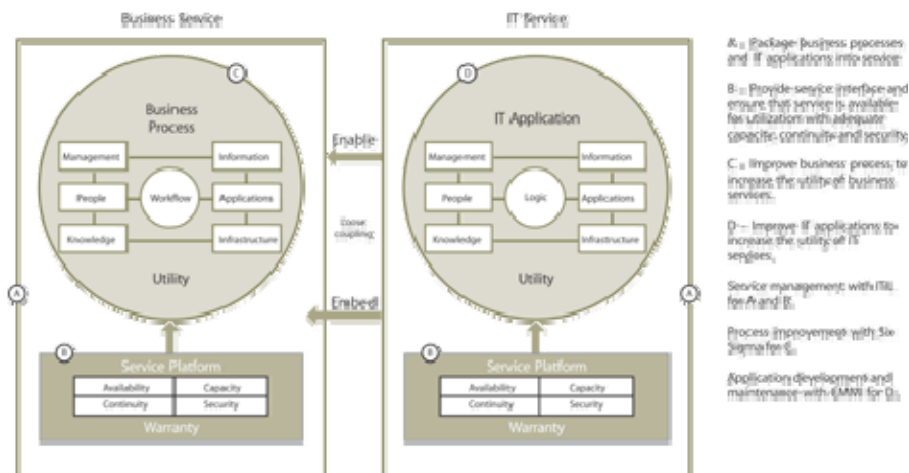 Business Service
IT Service
C
D
Business
Process
IT Application
Management
Information
People
Workflow
Applications
Knowledge
Infrastructure
Utility
Management
Information
People
Logic
Applications
Knowledge
Infrastructure
Utility
Enable
Loose
coupling
Embed
A
A
B
Service Platform
Availability
Capacity
Continuity
Security
Warranty
B
Service Platform
Availability
Capacity
Continuity
Security
Warranty
A – Package business processes
and IT applications into service
B – Provide service interface and
ensure that service is available
for utilization with adequate
capacity, continuity and security.
C – Improve business process to
increase the utility of business
services.
D – Improve IT applications to
increase the utility of IT
services.
Service management with ITIL
for A and B.
Process improvement with Six
Sigma for C.
Application development and
maintenance with CMMI for D.